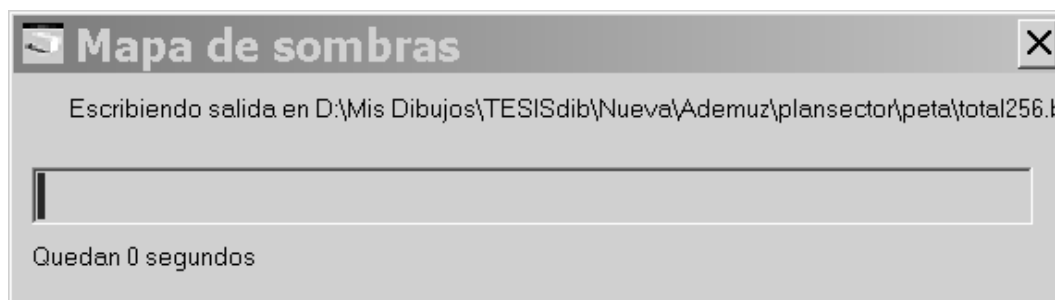 Mapa de sombras
Escribiendo salida en D:\Mis Dibujos\TESISdib\Nueva\Ademuz\plansector\peta\total256.b
Quedan 0 segundos